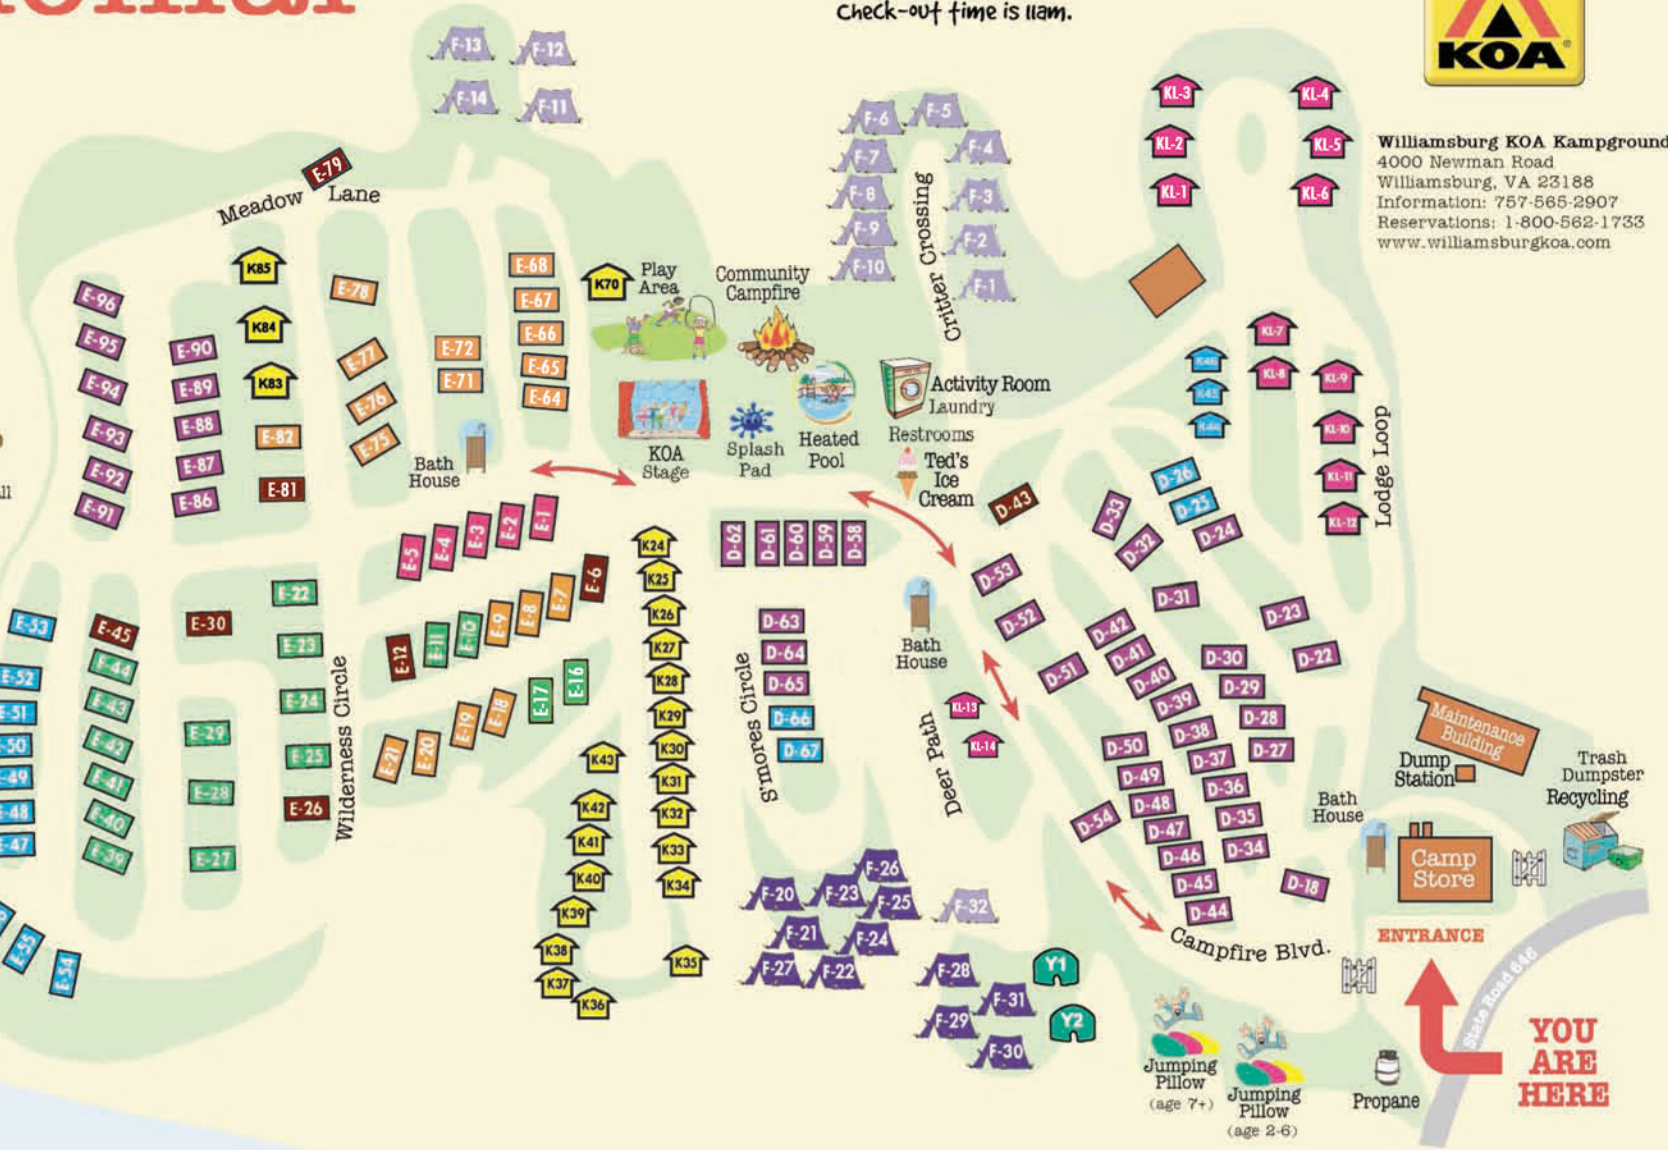 Check-out time is 11am.
KOA
Williamsburg KOA Kampground
4000 Newman Road
Williamsburg, VA 23188
Information: 757-565-2907
Reservations: 1-800-562-1733
www.williamsburgkoa.com
F-13
F-12
F-14
F-11
F-6
F-5
F-7
F-4
F-8
F-3
F-9
F-2
F-10
F-1
Critter Crossing
KL-3
KL-4
KL-2
KL-5
KL-1
KL-6
E-79
Meadow Lane
K85
K84
K83
E-82
E-81
E-96
E-95
E-94
E-93
E-92
E-91
E-90
E-89
E-88
E-87
E-86
E-78
E-77
E-76
E-75
E-72
E-71
E-68
E-67
E-66
E-65
E-64
Bath
House
K70
Play
Area
Community
Campfire
KOA
Stage
Splash
Pad
Heated
Pool
Activity Room
Laundry
Restrooms
Ted's
Ice
Cream
KL-7
KL-8
KL-9
KL-10
KL-11
KL-12
Lodge Loop
K46
K45
K44
D-26
D-25
D-24
D-33
D-32
D-31
D-23
D-22
D-43
D-53
D-52
D-51
D-42
D-41
D-40
D-39
D-38
D-37
D-36
D-35
D-34
D-30
D-29
D-28
D-27
D-50
D-49
D-48
D-47
D-46
D-45
D-44
D-54
D-18
E-5
E-4
E-3
E-2
E-1
E-12
E-11
E-10
E-9
E-8
E-7
E-6
E-21
E-20
E-19
E-18
E-17
E-16
E-22
E-23
E-24
E-25
E-26
Wilderness Circle
E-30
E-29
E-28
E-27
E-45
E-44
E-43
E-42
E-41
E-40
E-39
E-53
E-52
E-51
-50
-49
-48
-47
E-55
E-54
K24
K25
K26
K27
K28
K29
K30
K31
K32
K33
K34
K35
K43
K42
K41
K40
K39
K38
K37
K36
D-62
D-61
D-60
D-59
D-58
D-63
D-64
D-65
D-66
D-67
S'mores Circle
Bath
House
KL-13
KL-14
Deer Path
F-26
F-20
F-23
F-25
F-32
F-21
F-24
F-27
F-22
F-28
F-31
F-29
F-30
Y1
Y2
Campfire Blvd.
Maintenance
Building
Dump
Station
Trash
Dumpster
Recycling
Bath
House
Camp
Store
ENTRANCE
State Road 646
YOU
ARE
HERE
Jumping
Pillow
(age 7+)
Jumping
Pillow
(age 2-6)
Propane